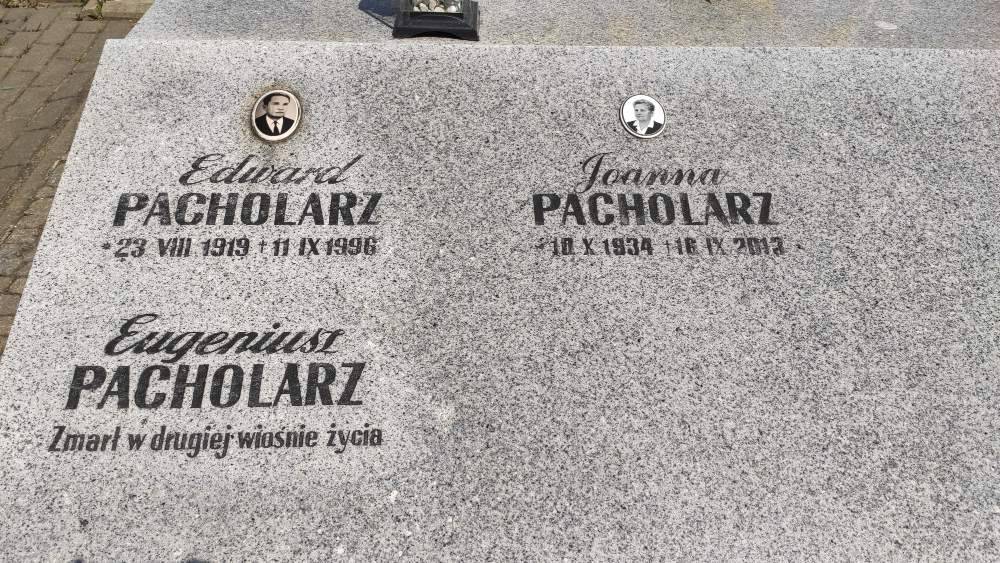 Edward
PACHOLARZ
*23 VIII 1919 +11 IX 1996
Joanna
PACHOLARZ
*10 X 1934 +16 IX 2013
Eugeniusz
PACHOLARZ
Zmarł w drugiej wiośnie życia